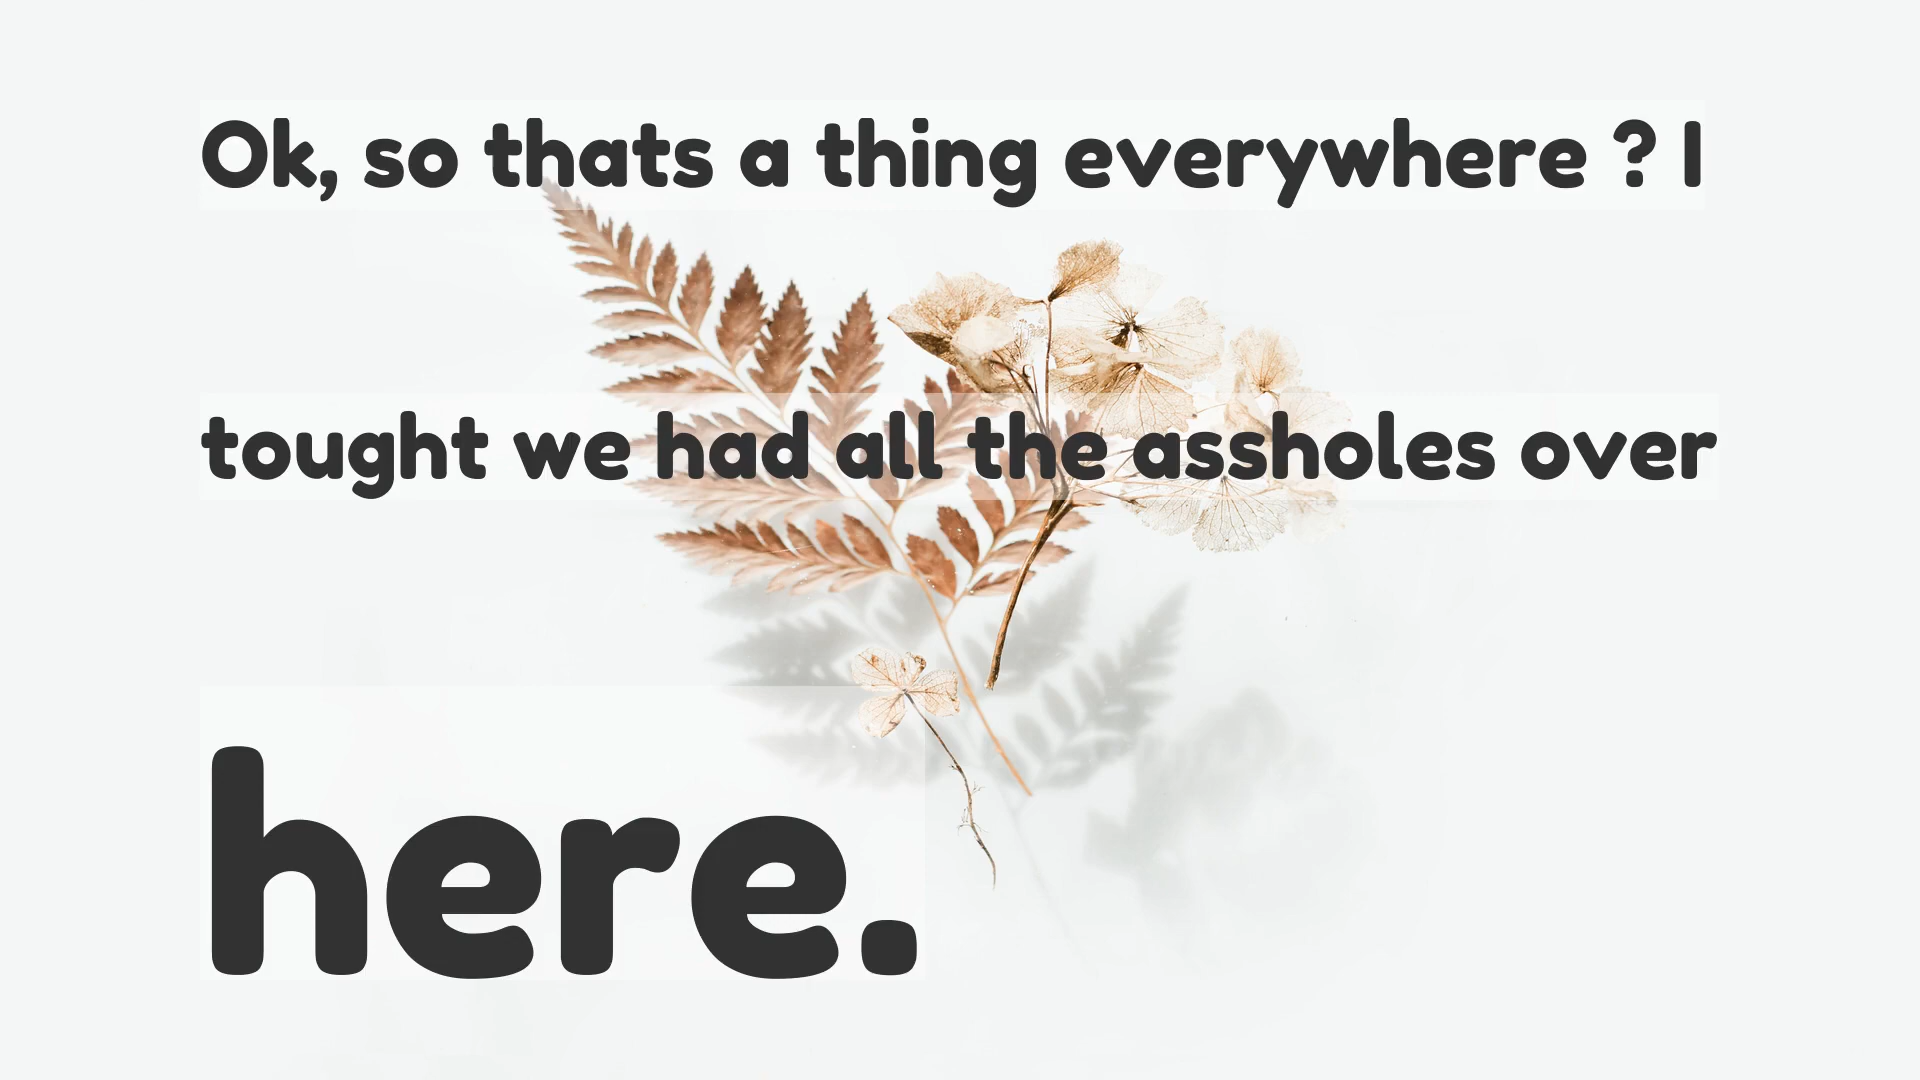 Ok, so thats a thing everywhere ? I
tought we had all the assholes over
here.